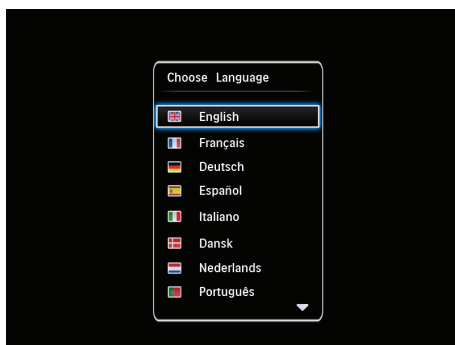 Choose Language
English
Français
Deutsch
Español
Italiano
Dansk
Nederlands
Português